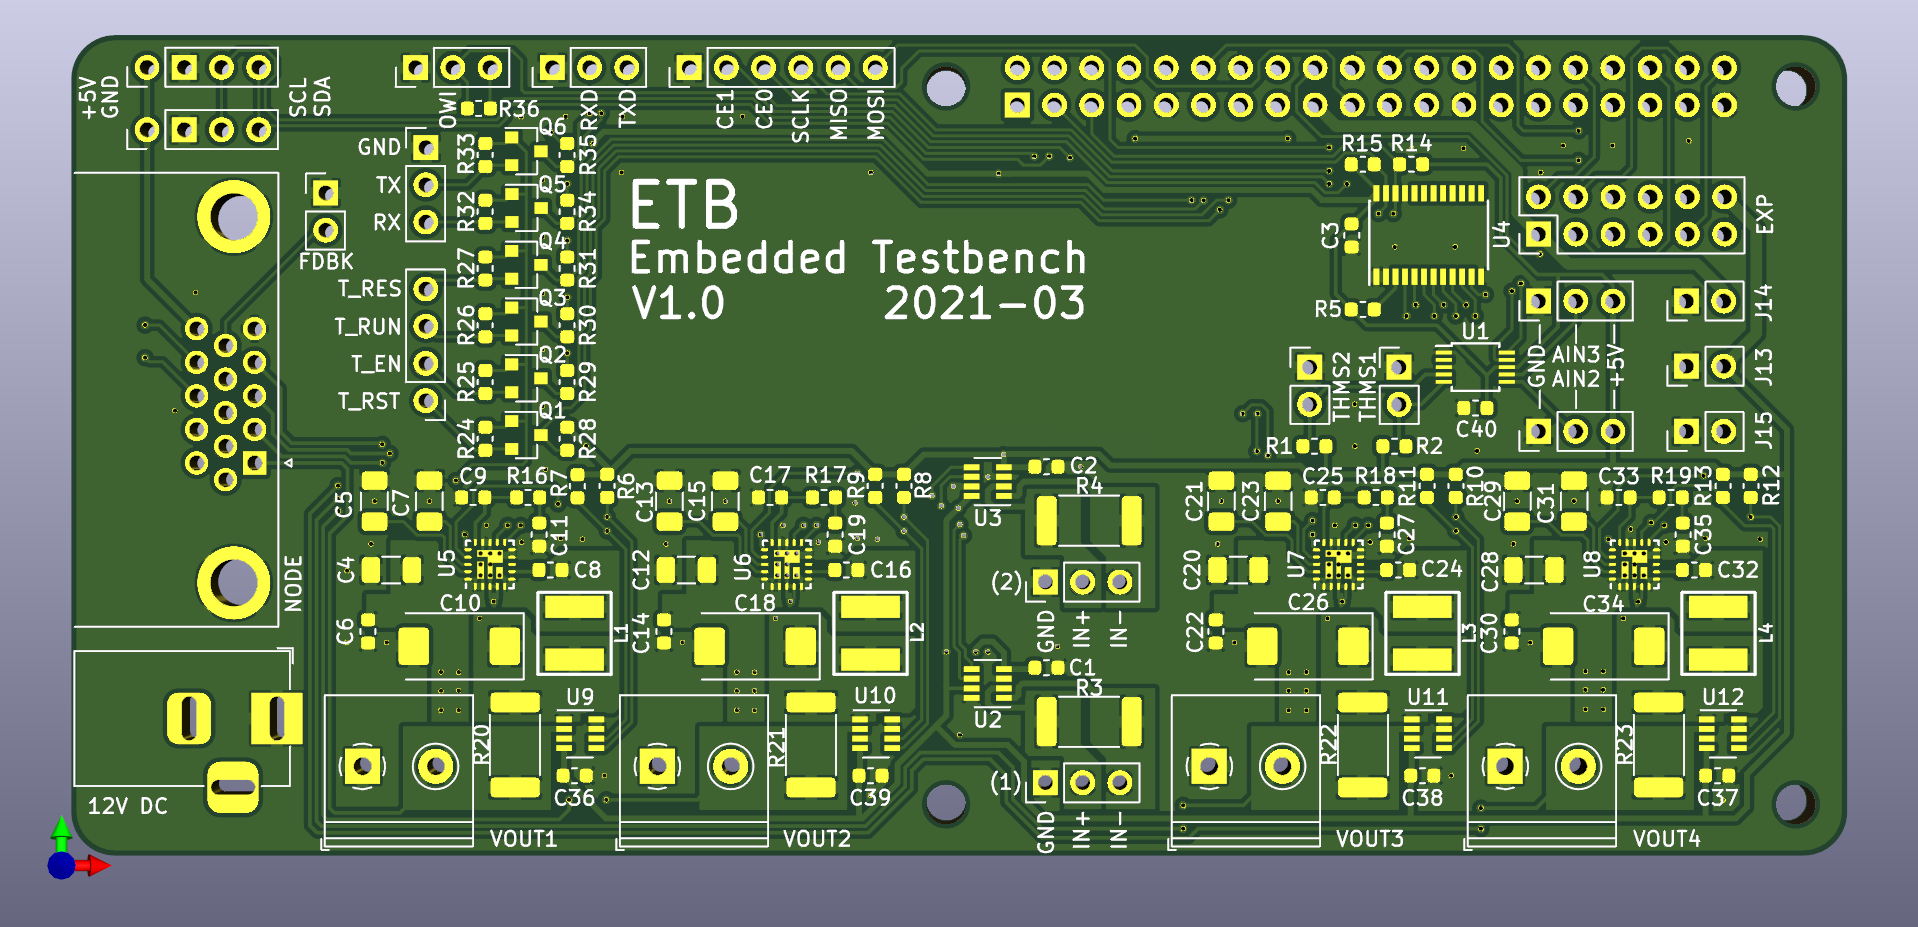 +5V
GND
SCL
SDA
OWI
R36
RXD
TXD
CE1
CE0
SCLK
MISO
MOSI
GND
TX
RX
FDBK
T_RES
T_RUN
T_EN
T_RST
R33
Q6
R35
R32
Q5
R34
R27
Q4
R31
R26
Q3
R30
R25
Q2
R29
R24
Q1
R28
ETB
Embedded Testbench
V1.0 2021-03
R15 R14
C3
U4
R5
EXP
U1
THMS2
THMS1
GND
AIN3
AIN2
+5V
J14
J13
J15
C40
R1
R2
NODE
C5
C7
C9
R16
R7
R6
C11
U5
C4
C8
C10
C6
L1
C13
C15
C17
R17
R9
R8
C19
U6
C12
C16
C18
C14
L2
C2
R4
U3
(2)
GND
IN+
IN-
C1
R3
U2
(1)
GND
IN+
IN-
C21
C23
C25
R18
R11
R10
C27
U7
C20
C24
C26
C22
L3
C29
C31
C33
R19
R13
R12
C35
U8
C28
C32
C34
C30
L4
12V DC
R20
U9
C36
VOUT1
R21
U10
C39
VOUT2
R22
U11
C38
VOUT3
R23
U12
C37
VOUT4